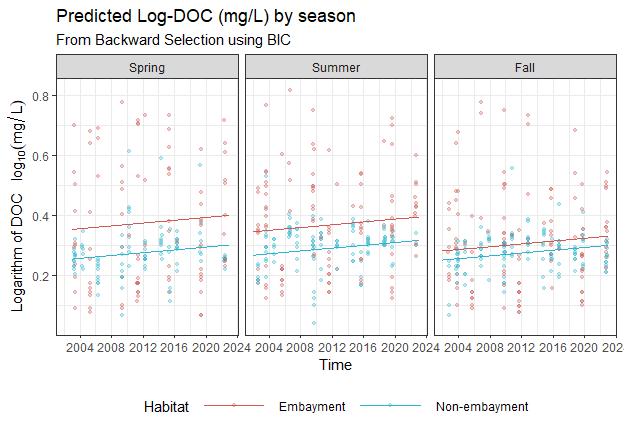 Predicted Log-DOC (mg/L) by season
From Backward Selection using BIC
Spring Summer Fall
Logarithm of DOC log₁₀(mg/L)
0.8
0.6
0.4
0.2
2004 2008 2012 2016 2020 2024 2004 2008 2012 2016 2020 2024 2004 2008 2012 2016 2020 2024
Time
Habitat Embayment Non-embayment